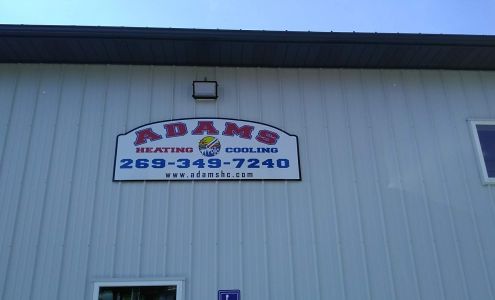 ADAMS
HEATING COOLING
269-349-7240
www.adamshc.com